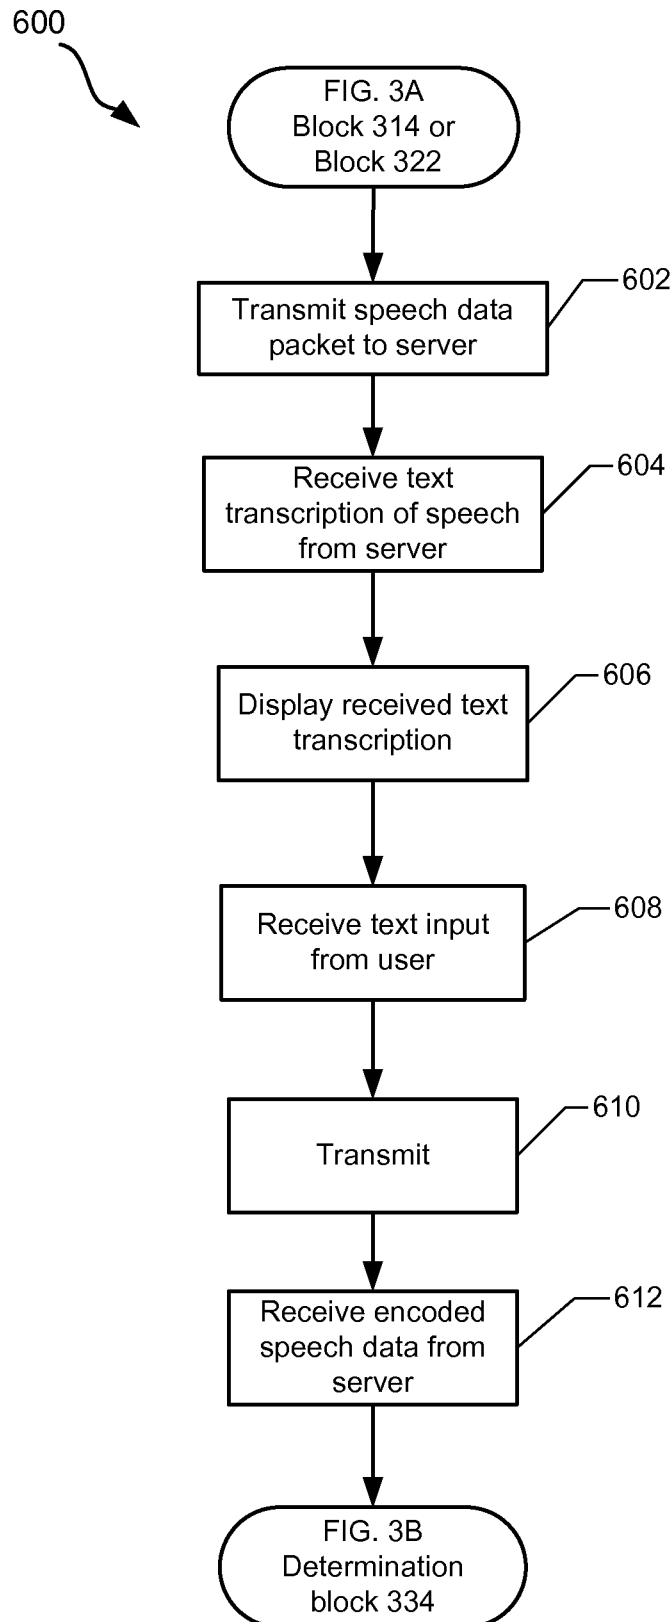 600
FIG. 3A
Block 314 or
Block 322
602
Transmit speech data
packet to server
604
Receive text
transcription of speech
from server
606
Display received text
transcription
608
Receive text input
from user
610
Transmit
612
Receive encoded
speech data from
server
FIG. 3B
Determination
block 334